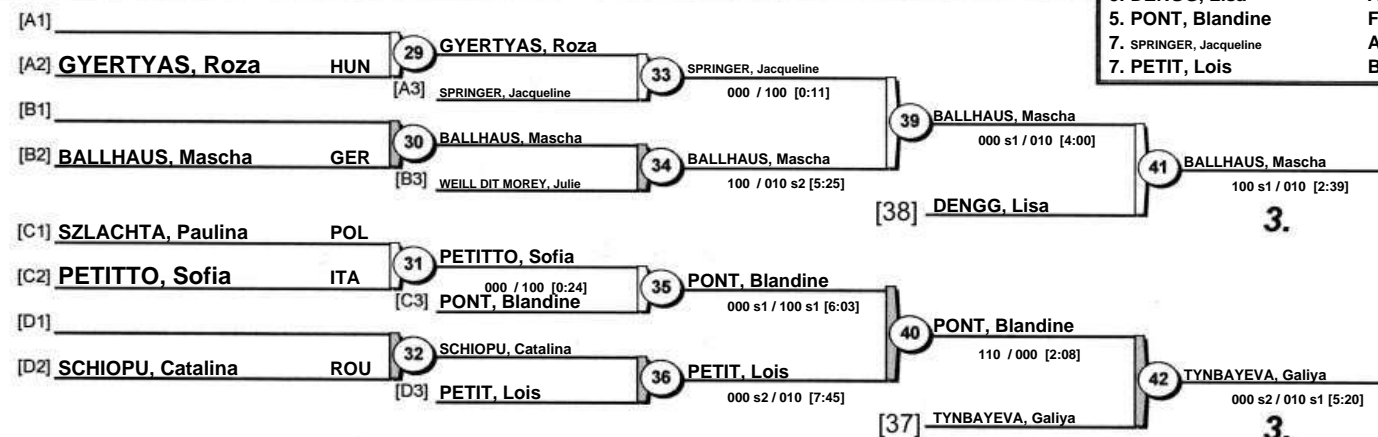 5. PONT, Blandine F
7. SPRINGER, Jacqueline A
7. PETIT, Lois B
[A1]
[A2] GYERTYAS, Roza HUN
29
GYERTYAS, Roza
[A3] SPRINGER, Jacqueline
33
SPRINGER, Jacqueline
000 / 100 [0:11]
[B1]
[B2] BALLHAUS, Mascha GER
30
BALLHAUS, Mascha
[B3] WEILL DIT MOREY, Julie
34
BALLHAUS, Mascha
100 / 010 s2 [5:25]
39
BALLHAUS, Mascha
000 s1 / 010 [4:00]
[38] DENGG, Lisa
41
BALLHAUS, Mascha
100 s1 / 010 [2:39]
3.
[C1] SZLACHTA, Paulina POL
[C2] PETITTO, Sofia ITA
31
PETITTO, Sofia
000 / 100 [0:24]
[C3] PONT, Blandine
35
PONT, Blandine
000 s1 / 100 s1 [6:03]
[D1]
[D2] SCHIOPU, Catalina ROU
32
SCHIOPU, Catalina
[D3] PETIT, Lois
36
PETIT, Lois
000 s2 / 010 [7:45]
40
PONT, Blandine
110 / 000 [2:08]
[37] TYNBAYEVA, Galiya
42
TYNBAYEVA, Galiya
000 s2 / 010 s1 [5:20]
3.